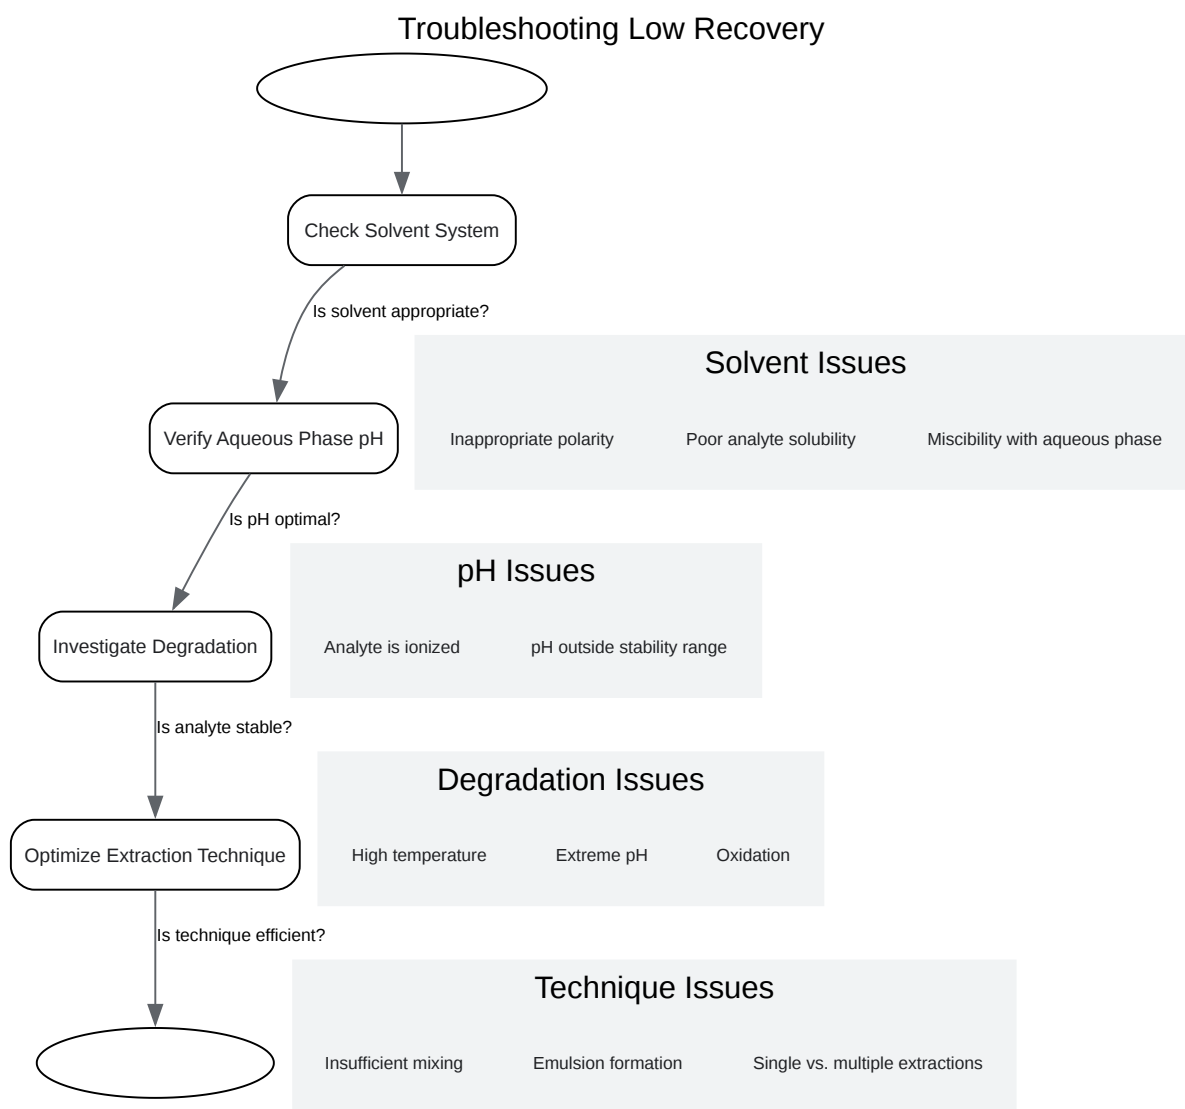 Troubleshooting Low Recovery
Check Solvent System
Is solvent appropriate?
Solvent Issues
Verify Aqueous Phase pH
Inappropriate polarity
Poor analyte solubility
Miscibility with aqueous phase
Is pH optimal?
pH Issues
Investigate Degradation
Analyte is ionized
pH outside stability range
Is analyte stable?
Degradation Issues
Optimize Extraction Technique
High temperature
Extreme pH
Oxidation
Is technique efficient?
Technique Issues
Insufficient mixing
Emulsion formation
Single vs. multiple extractions